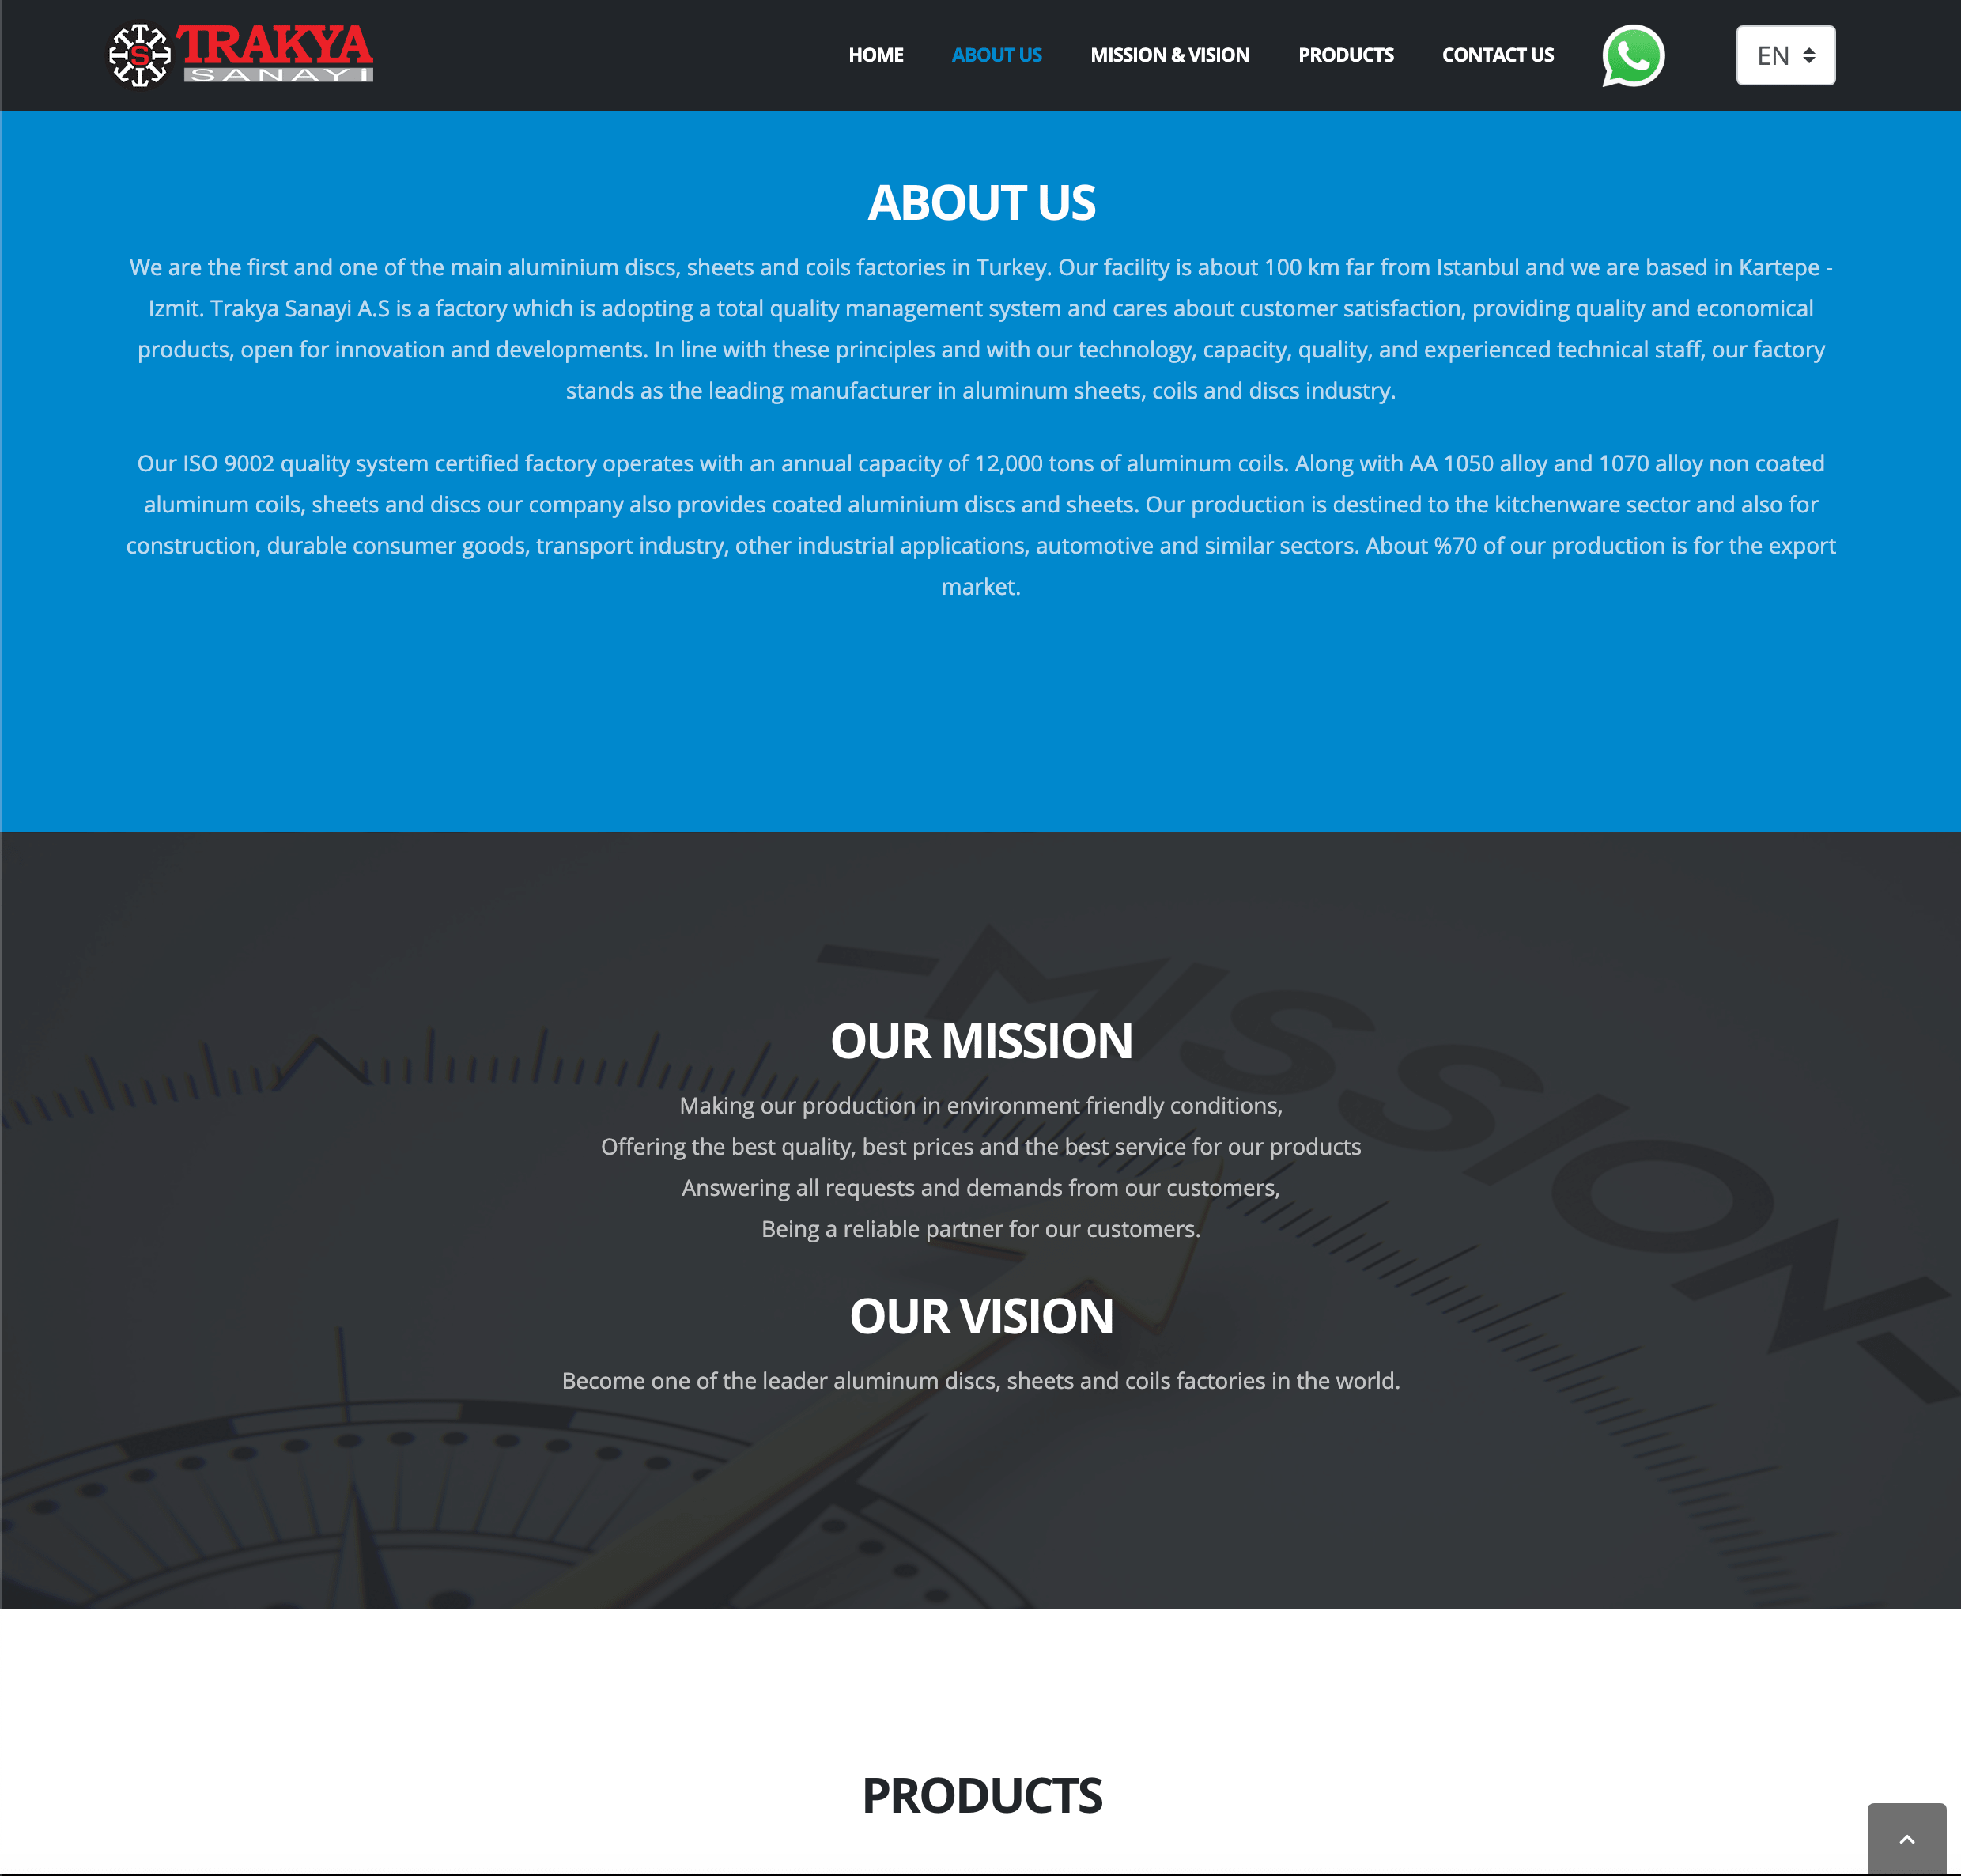 TRAKYA
SANAYİ
S
HOME ABOUT US MISSION & VISION PRODUCTS CONTACT US EN
ABOUT US
We are the first and one of the main aluminium discs, sheets and coils factories in Turkey. Our facility is about 100 km far from Istanbul and we are based in Kartepe -
Izmit. Trakya Sanayi A.S is a factory which is adopting a total quality management system and cares about customer satisfaction, providing quality and economical
products, open for innovation and developments. In line with these principles and with our technology, capacity, quality, and experienced technical staff, our factory
stands as the leading manufacturer in aluminum sheets, coils and discs industry.
Our ISO 9002 quality system certified factory operates with an annual capacity of 12,000 tons of aluminum coils. Along with AA 1050 alloy and 1070 alloy non coated
aluminum coils, sheets and discs our company also provides coated aluminium discs and sheets. Our production is destined to the kitchenware sector and also for
construction, durable consumer goods, transport industry, other industrial applications, automotive and similar sectors. About %70 of our production is for the export
market.
-MISSION-
OUR MISSION
Making our production in environment friendly conditions,
Offering the best quality, best prices and the best service for our products
Answering all requests and demands from our customers,
Being a reliable partner for our customers.
OUR VISION
Become one of the leader aluminum discs, sheets and coils factories in the world.
PRODUCTS